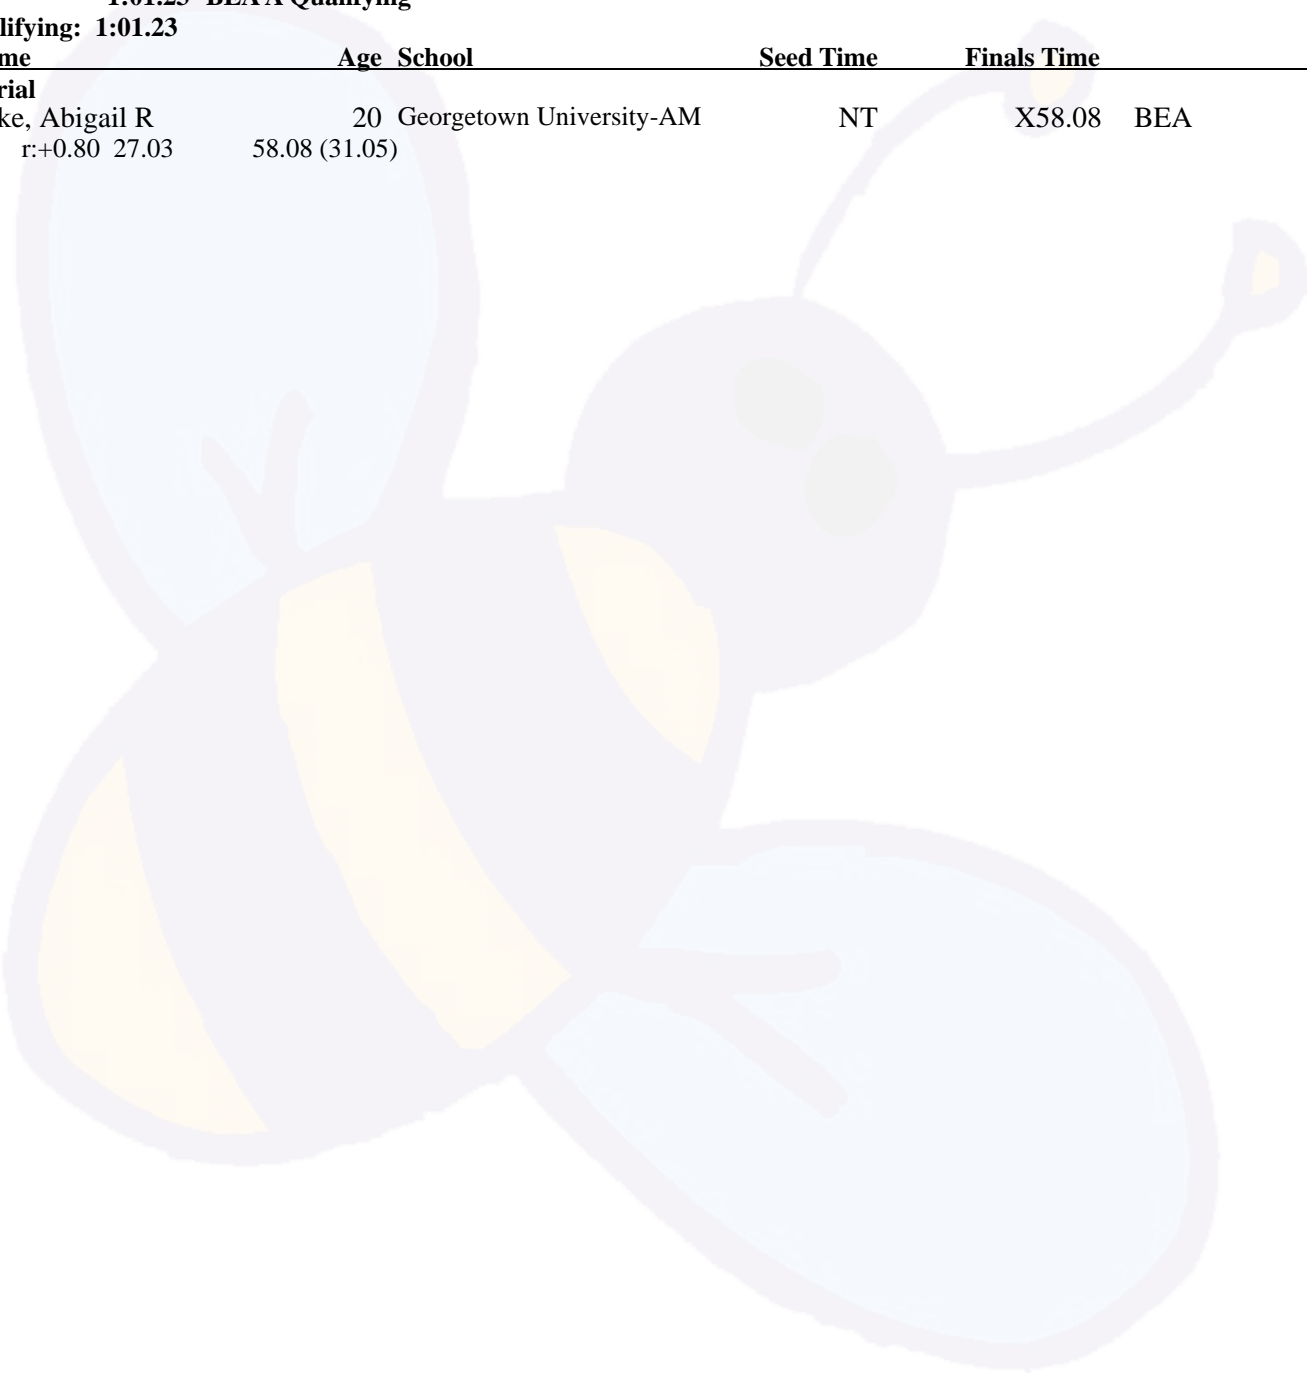 1:01.23 BEA A Qualifying
lifying: 1:01.23
me Age School Seed Time Finals Time
rial
ke, Abigail R 20 Georgetown University-AM NT X58.08 BEA
r:+0.80 27.03 58.08 (31.05)